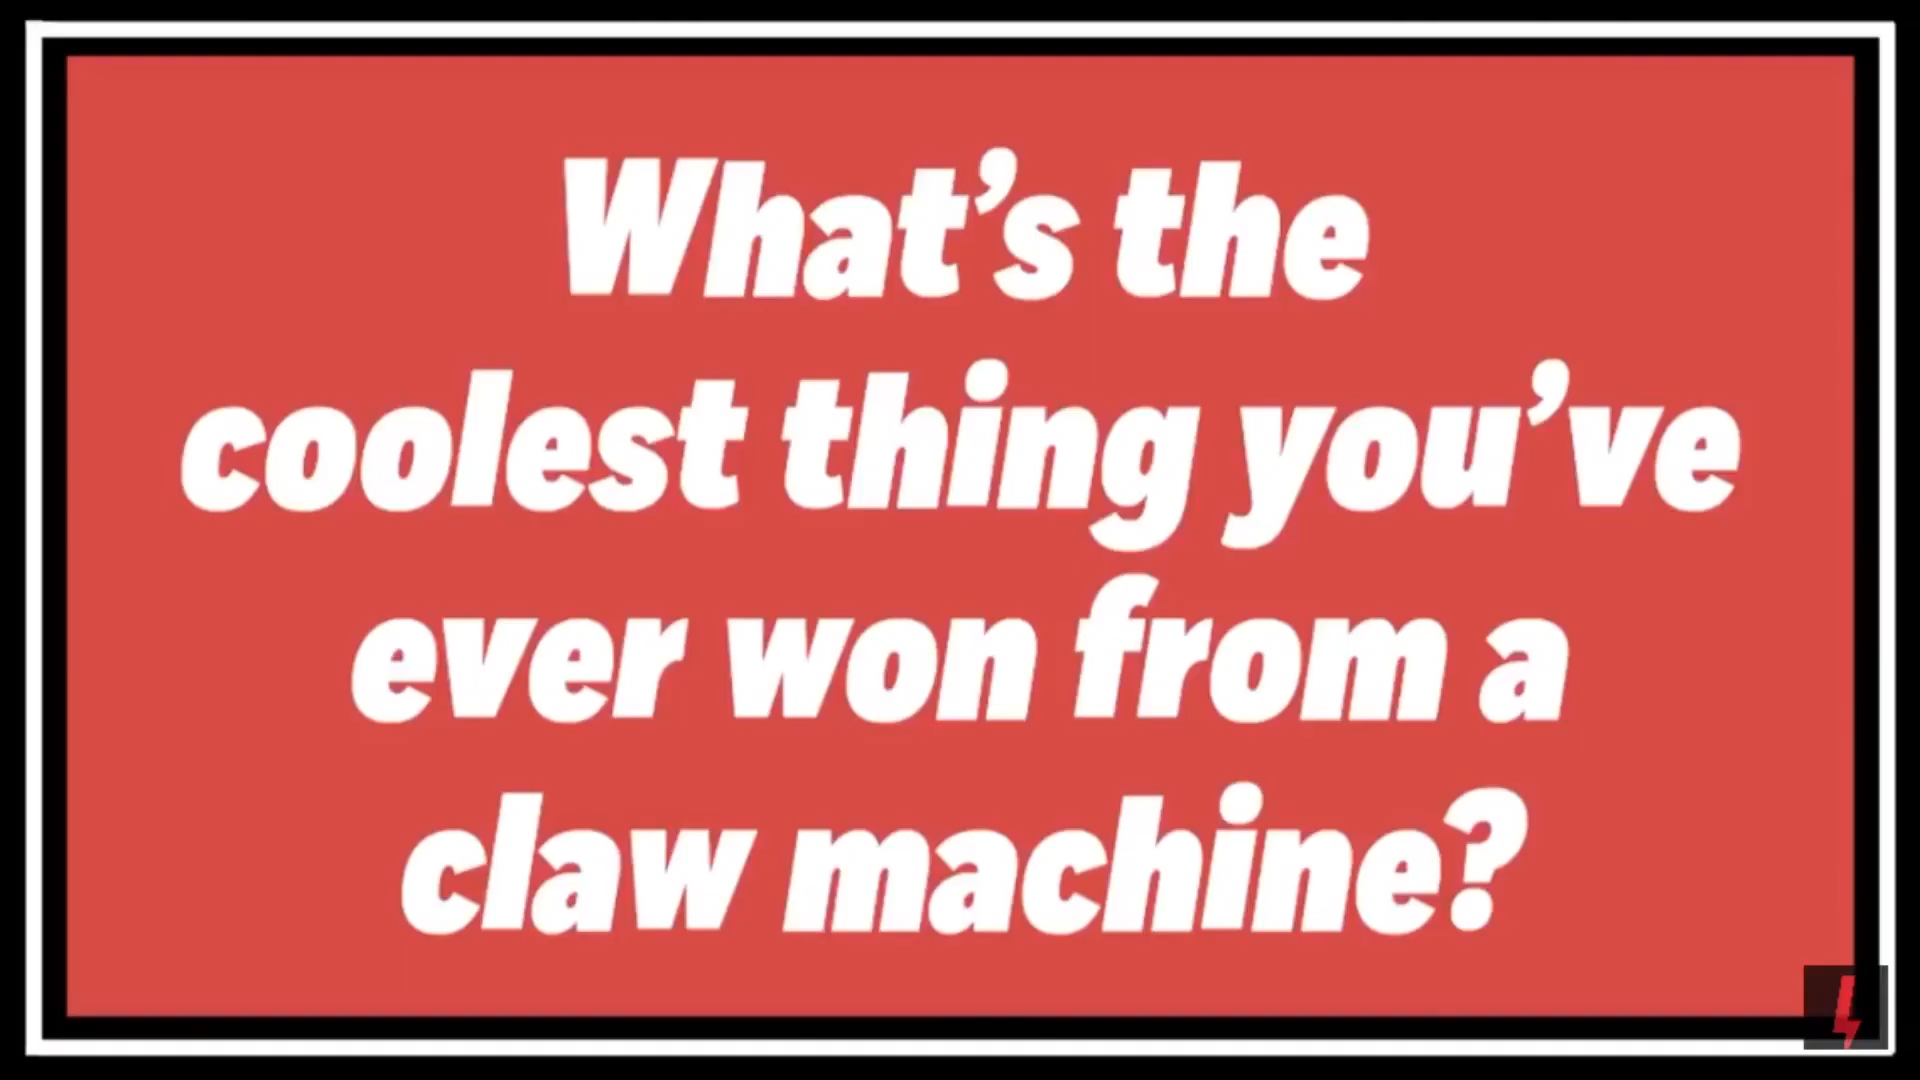 What’s the
coolest thing you’ve
ever won from a
claw machine?